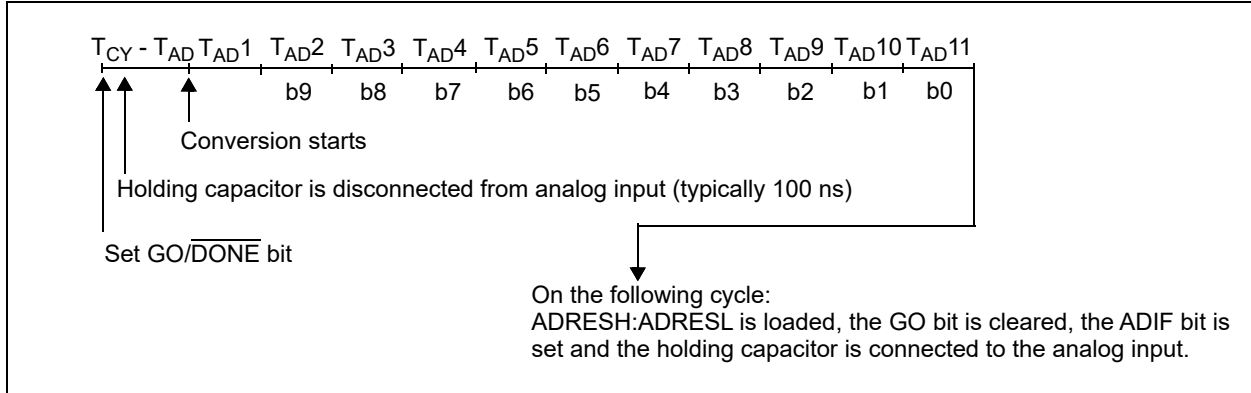 TCY - TAD TAD1 TAD2 TAD3 TAD4 TAD5 TAD6 TAD7 TAD8 TAD9 TAD10 TAD11
b9 b8 b7 b6 b5 b4 b3 b2 b1 b0
Conversion starts
Holding capacitor is disconnected from analog input (typically 100 ns)
Set GO/DONE bit
On the following cycle:
ADRESH:ADRESL is loaded, the GO bit is cleared, the ADIF bit is
set and the holding capacitor is connected to the analog input.